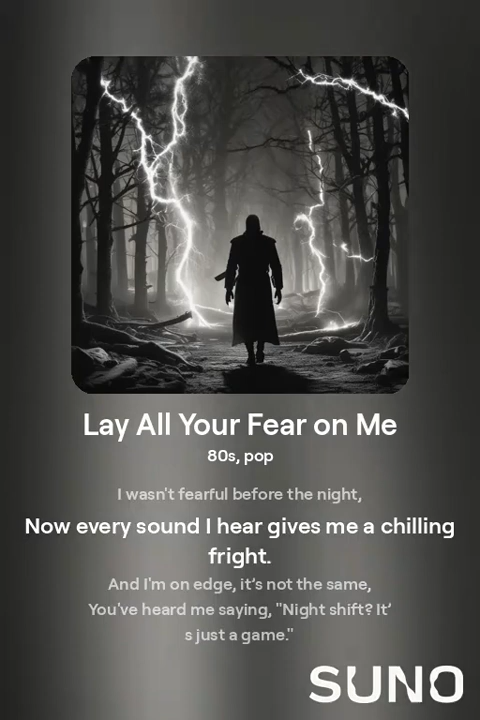 Lay All Your Fear on Me
80s, pop
I wasn't fearful before the night,
Now every sound I hear gives me a chilling
fright.
And I'm on edge, it’s not the same,
You've heard me saying, "Night shift? It’
s just a game."
SUNO